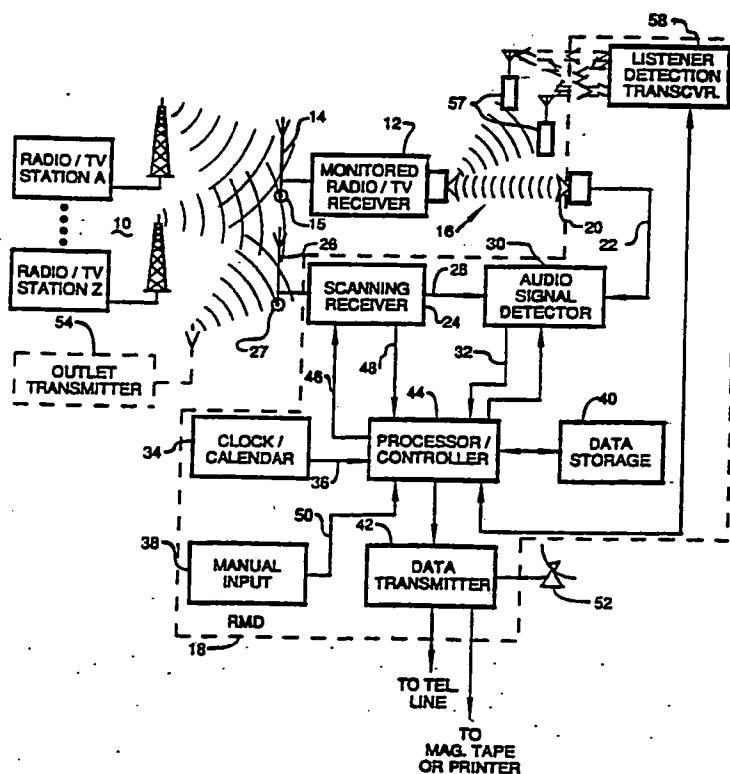 58
LISTENER
DETECTION
TRANSCVR.
57
14
12
RADIO / TV
STATION A
MONITORED
RADIO / TV
RECEIVER
15
16
20
22
10
26
30
RADIO / TV
STATION Z
SCANNING
RECEIVER
28
24
AUDIO
SIGNAL
DETECTOR
27
54
OUTLET
TRANSMITTER
46
48
32
44
40
34
CLOCK /
CALENDAR
36
PROCESSOR /
CONTROLLER
DATA
STORAGE
50
42
38
MANUAL
INPUT
DATA
TRANSMITTER
52
RMD
18
TO TEL.
LINE
TO
MAG. TAPE
OR PRINTER